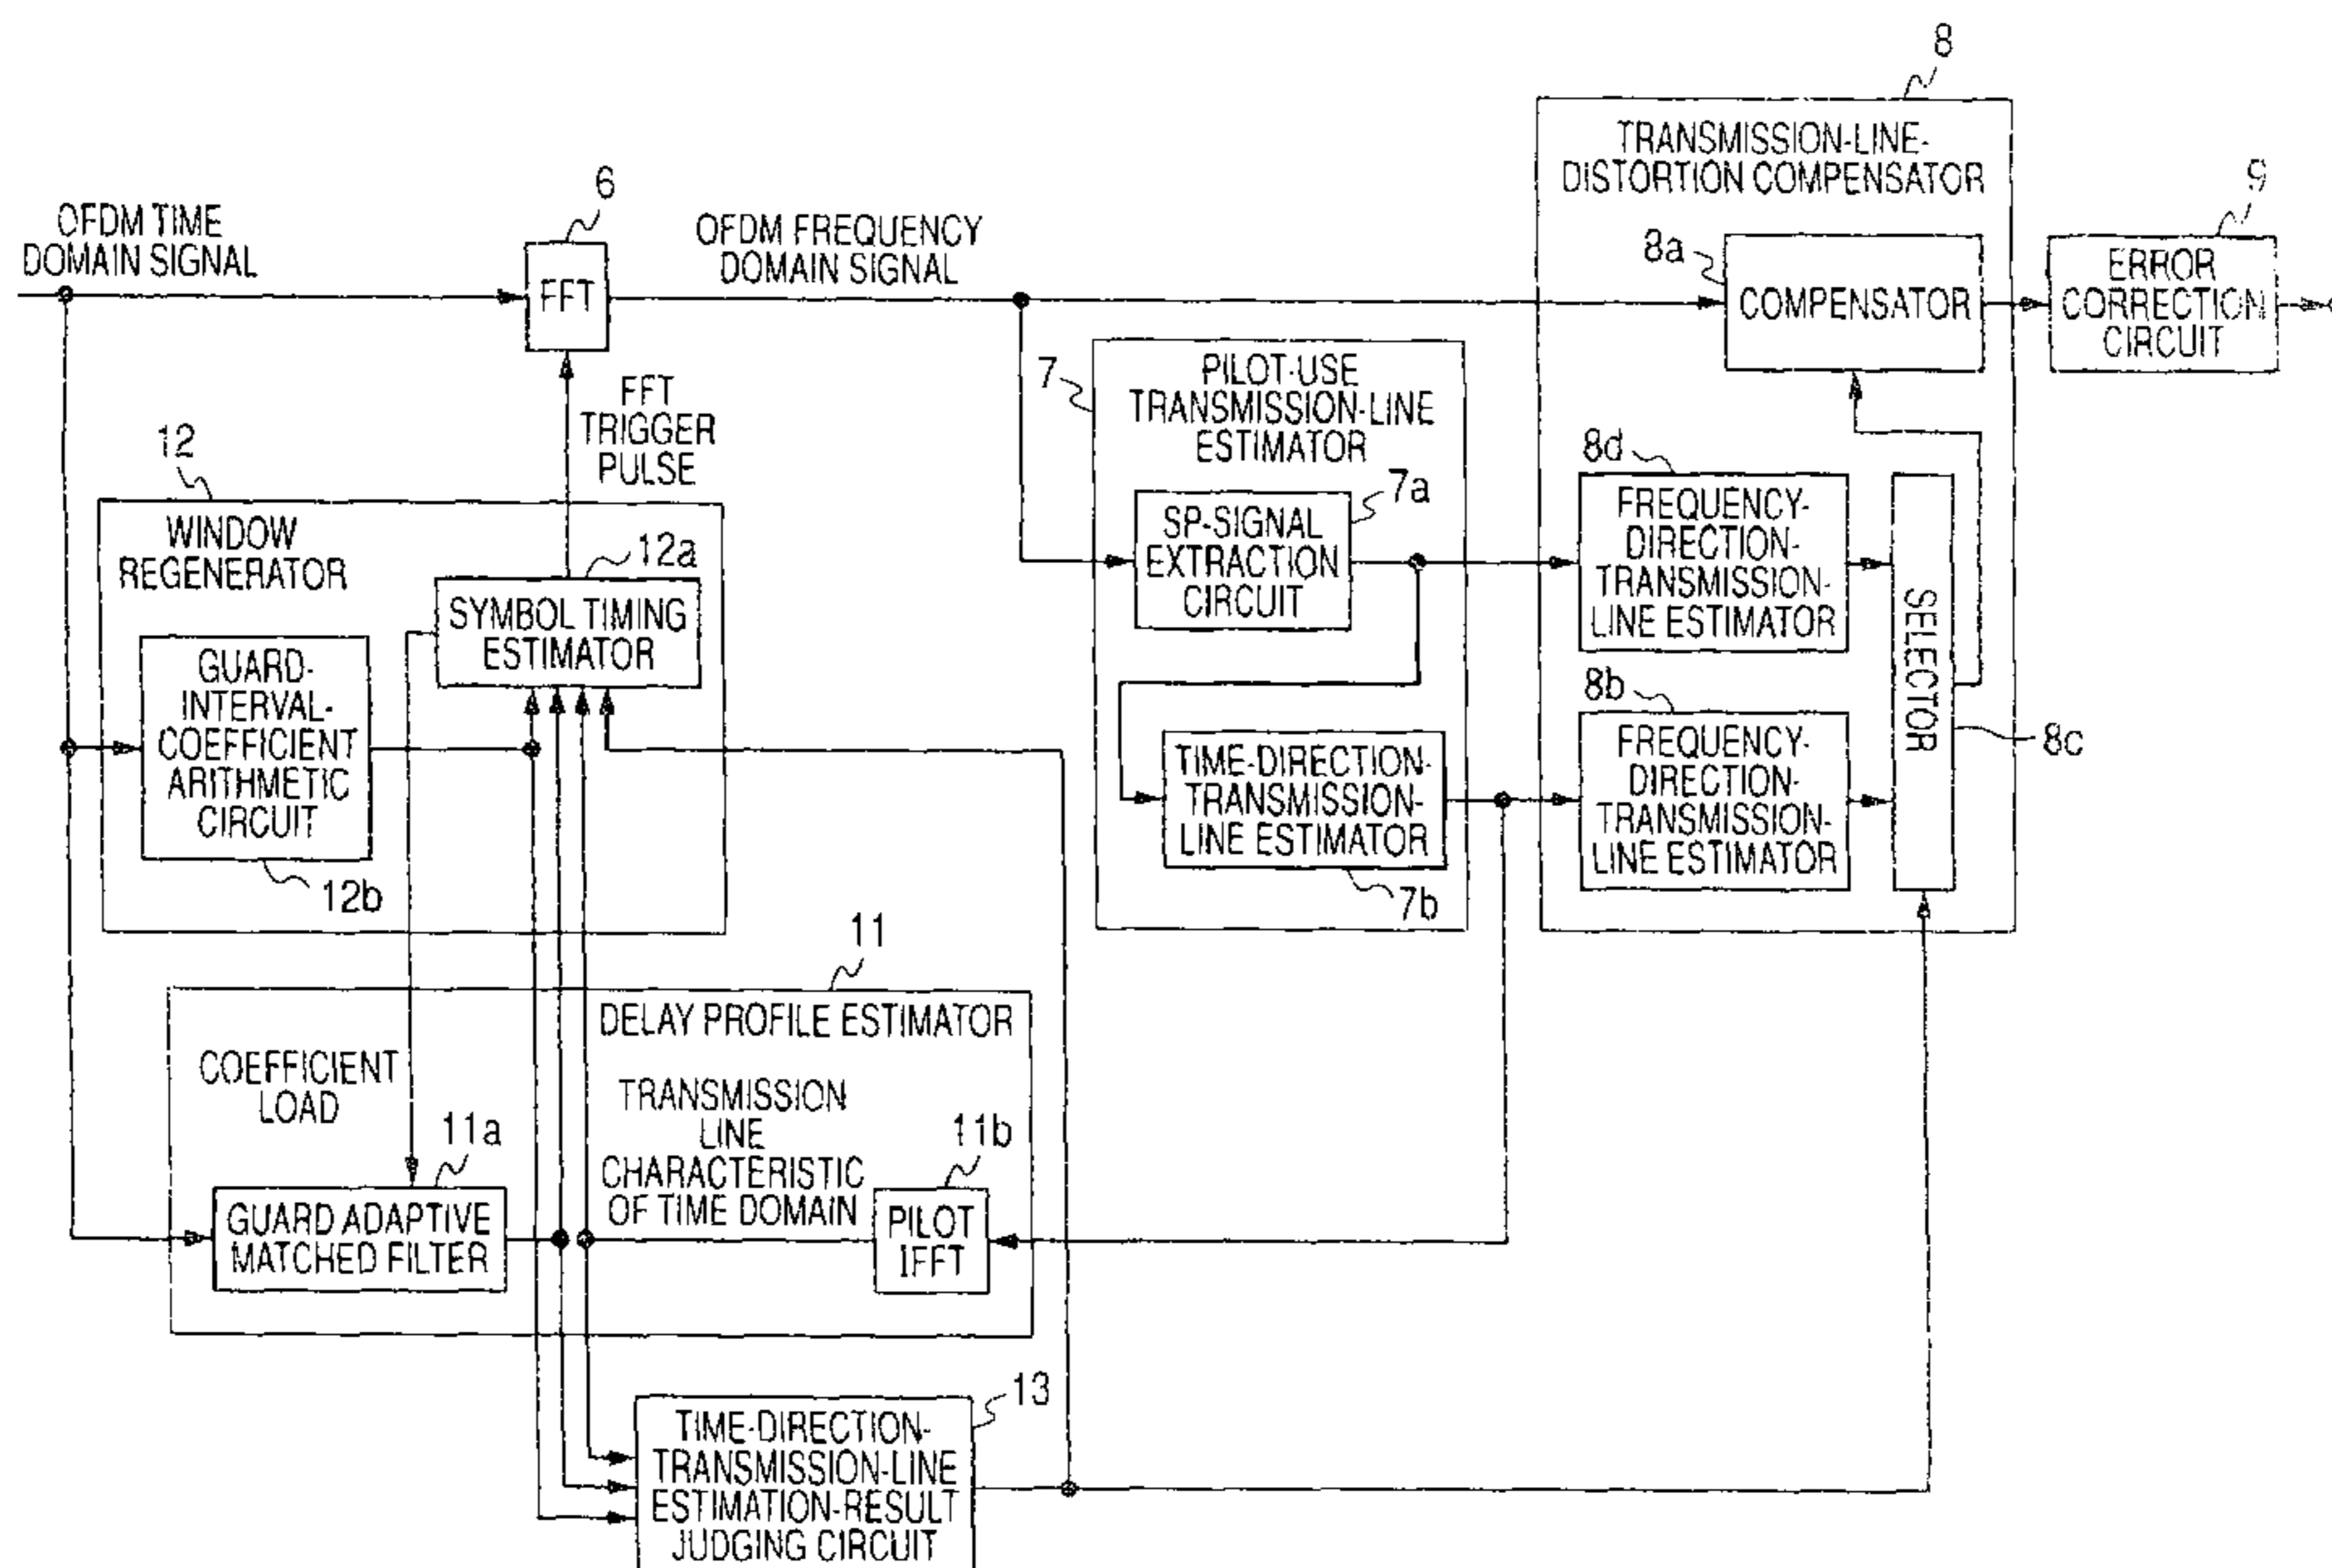 8
TRANSMISSION-LINE-
DISTORTION COMPENSATOR
6
9
OFDM TIME
DOMAIN SIGNAL
OFDM FREQUENCY
DOMAIN SIGNAL
8a
FFT
COMPENSATOR
ERROR
CORRECTION
CIRCUIT
FFT
TRIGGER
PULSE
7
PILOT-USE
TRANSMISSION-LINE
ESTIMATOR
12
WINDOW
REGENERATOR
12a
SYMBOL TIMING
ESTIMATOR
7a
SP-SIGNAL
EXTRACTION
CIRCUIT
8d
FREQUENCY-
DIRECTION-
TRANSMISSION-
LINE ESTIMATOR
SELECTOR
8c
GUARD-
INTERVAL-
COEFFICIENT
ARITHMETIC
CIRCUIT
12b
TIME-DIRECTION-
TRANSMISSION-
LINE ESTIMATOR
7b
8b
FREQUENCY-
DIRECTION-
TRANSMISSION-
LINE ESTIMATOR
11
DELAY PROFILE ESTIMATOR
COEFFICIENT
LOAD
TRANSMISSION
LINE
CHARACTERISTIC
OF TIME DOMAIN
11a
GUARD ADAPTIVE
MATCHED FILTER
11b
PILOT
IFFT
13
TIME-DIRECTION-
TRANSMISSION-LINE
ESTIMATION-RESULT
JUDGING CIRCUIT